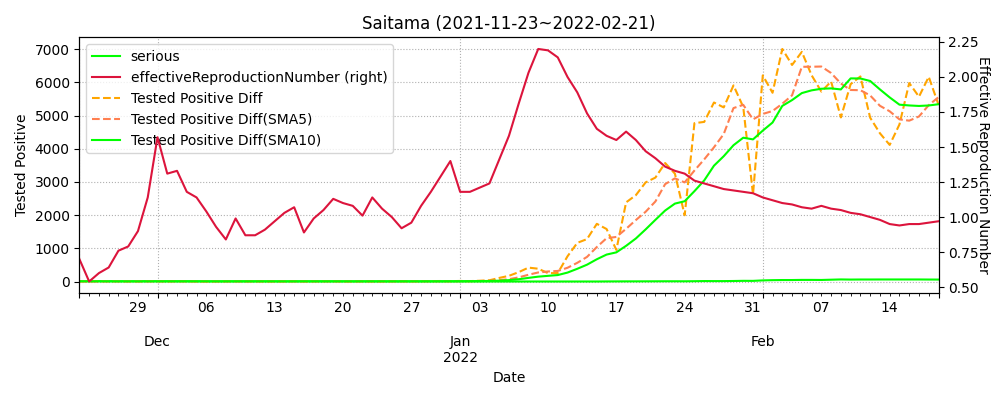 Saitama (2021-11-23~2022-02-21)
serious
effectiveReproductionNumber (right)
Tested Positive Diff
Tested Positive Diff(SMA5)
Tested Positive Diff(SMA10)
Tested Positive
7000
6000
5000
4000
3000
2000
1000
0
2.25
2.00
1.75
1.50
1.25
1.00
0.75
0.50
Effective Reproduction Number
29 06 13 20 27 03 10 17 24 31 07 14
Dec Jan Feb
2022
Date